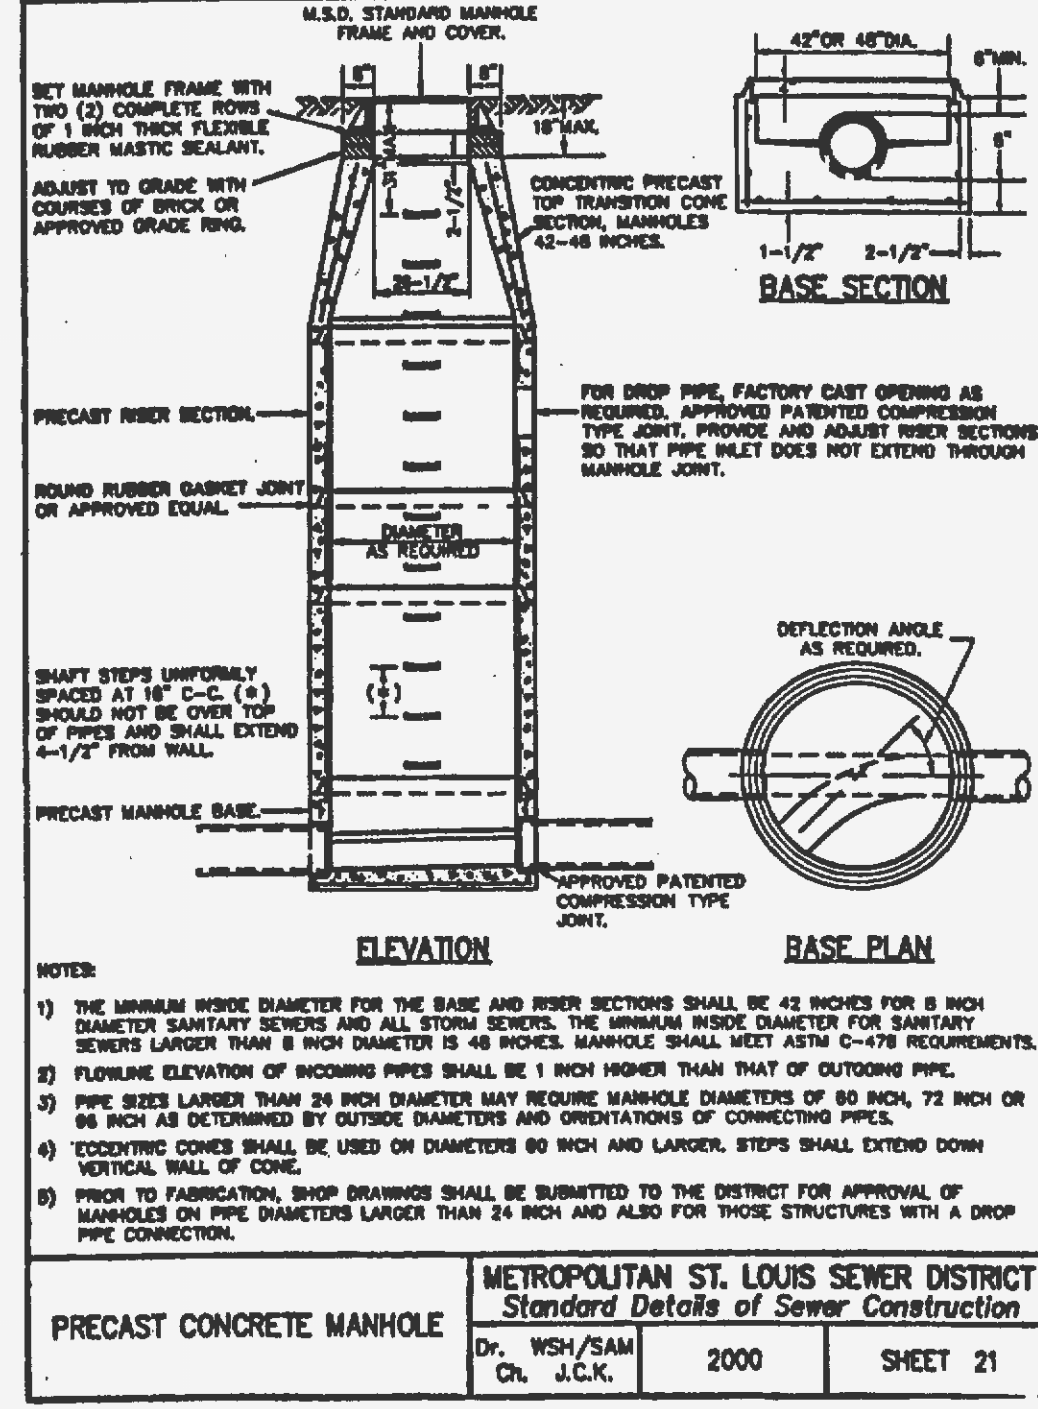 M.S.D. STANDARD MANHOLE
FRAME AND COVER.
6"
6"
SET MANHOLE FRAME WITH
TWO (2) COMPLETE ROWS
OF 1 INCH THICK FLEXIBLE
RUBBER MASTIC SEALANT.
ADJUST TO GRADE WITH
COURSES OF BRICK OR
APPROVED GRADE RING.
MAX.
2-1/2"
18"MAX.
CONCENTRIC PRECAST
TOP TRANSITION CONE
SECTION, MANHOLES
42-48 INCHES.
PRECAST RISER SECTION.
FOR DROP PIPE, FACTORY CAST OPENING AS
REQUIRED. APPROVED PATENTED COMPRESSION
TYPE JOINT. PROVIDE AND ADJUST RISER SECTIONS
SO THAT PIPE INLET DOES NOT EXTEND THROUGH
MANHOLE JOINT.
ROUND RUBBER GASKET JOINT
OR APPROVED EQUAL.
DIAMETER
AS REQUIRED
SHAFT STEPS UNIFORMLY
SPACED AT 16" C-C. (*)
SHOULD NOT BE OVER TOP
OF PIPES AND SHALL EXTEND
4-1/2" FROM WALL.
(*)
PRECAST MANHOLE BASE.
APPROVED PATENTED
COMPRESSION TYPE
JOINT.
ELEVATION
42"OR 48"DIA.
6"MIN.
1-1/2"
2-1/2"
BASE SECTION
DEFLECTION ANGLE
AS REQUIRED.
BASE PLAN
NOTES:
1) THE MINIMUM INSIDE DIAMETER FOR THE BASE AND RISER SECTIONS SHALL BE 42 INCHES FOR 8 INCH
DIAMETER SANITARY SEWERS AND ALL STORM SEWERS. THE MINIMUM INSIDE DIAMETER FOR SANITARY
SEWERS LARGER THAN 8 INCH DIAMETER IS 48 INCHES. MANHOLE SHALL MEET ASTM C-478 REQUIREMENTS.
2) FLOWLINE ELEVATION OF INCOMING PIPES SHALL BE 1 INCH HIGHER THAN THAT OF OUTGOING PIPE.
3) PIPE SIZES LARGER THAN 24 INCH DIAMETER MAY REQUIRE MANHOLE DIAMETERS OF 60 INCH, 72 INCH OR
96 INCH AS DETERMINED BY OUTSIDE DIAMETERS AND ORIENTATIONS OF CONNECTING PIPES.
4) ECCENTRIC CONES SHALL BE USED ON DIAMETERS 60 INCH AND LARGER. STEPS SHALL EXTEND DOWN
VERTICAL WALL OF CONE.
5) PRIOR TO FABRICATION, SHOP DRAWINGS SHALL BE SUBMITTED TO THE DISTRICT FOR APPROVAL OF
MANHOLES ON PIPE DIAMETERS LARGER THAN 24 INCH AND ALSO FOR THOSE STRUCTURES WITH A DROP
PIPE CONNECTION.
PRECAST CONCRETE MANHOLE
METROPOLITAN ST. LOUIS SEWER DISTRICT
Standard Details of Sewer Construction
Dr. WSH/SAM
Ch. J.C.K.
2000
SHEET 21